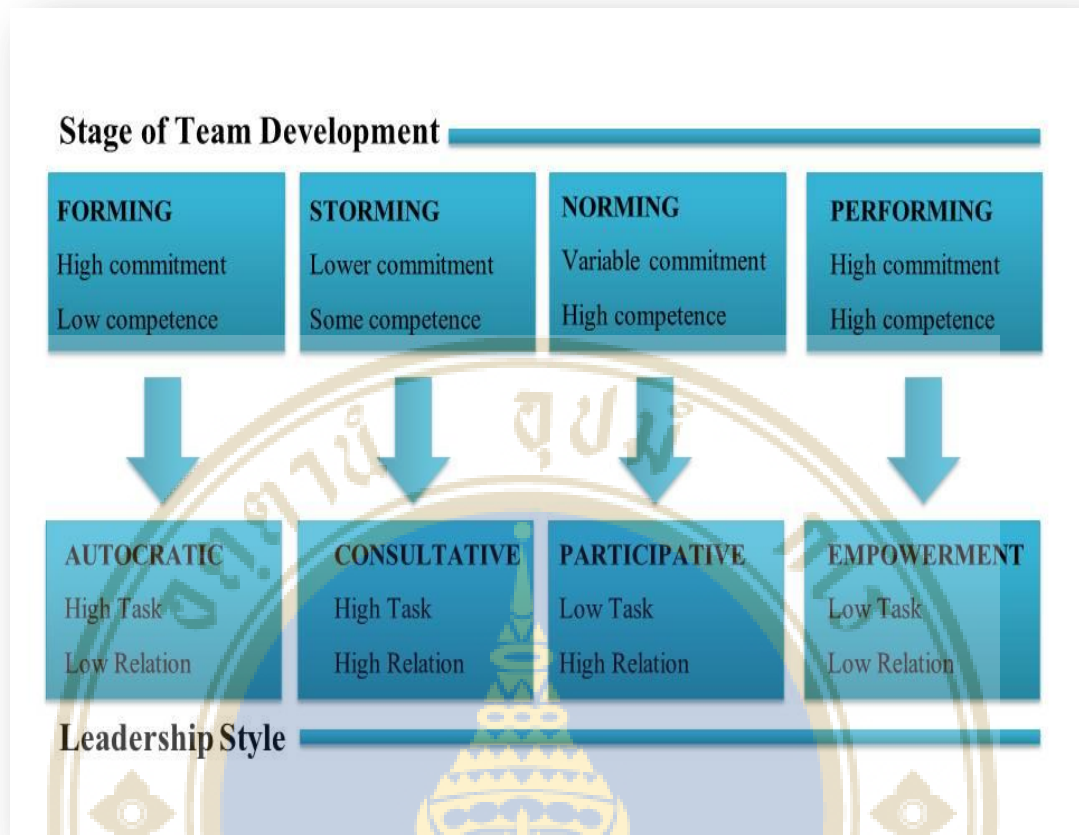 Stage of Team Development
FORMING
High commitment
Low competence
STORMING
Lower commitment
Some competence
NORMING
Variable commitment
High competence
PERFORMING
High commitment
High competence
AUTOCRATIC
High Task
Low Relation
CONSULTATIVE
High Task
High Relation
PARTICIPATIVE
Low Task
High Relation
EMPOWERMENT
Low Task
Low Relation
Leadership Style